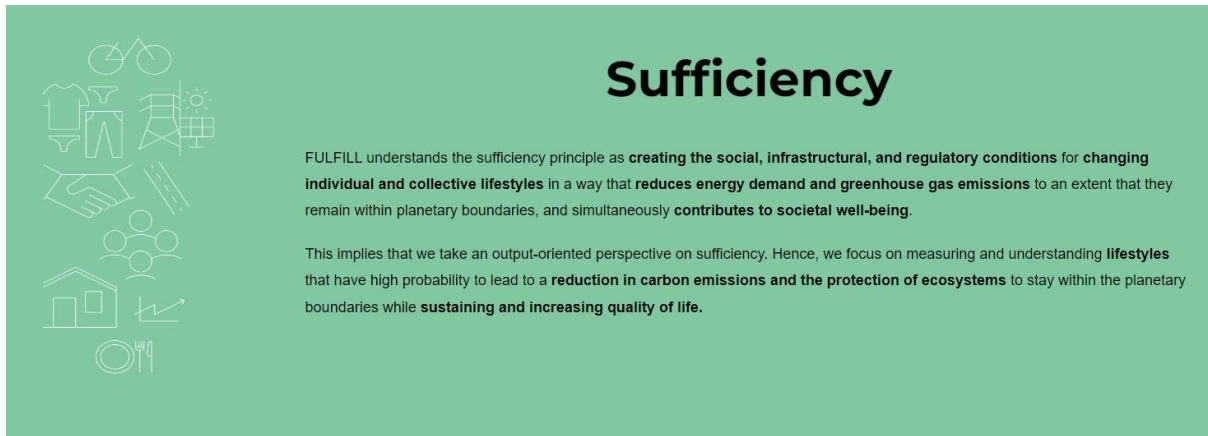 Sufficiency
FULFILL understands the sufficiency principle as creating the social, infrastructural, and regulatory conditions for changing
individual and collective lifestyles in a way that reduces energy demand and greenhouse gas emissions to an extent that they
remain within planetary boundaries, and simultaneously contributes to societal well-being.
This implies that we take an output-oriented perspective on sufficiency. Hence, we focus on measuring and understanding lifestyles
that have high probability to lead to a reduction in carbon emissions and the protection of ecosystems to stay within the planetary
boundaries while sustaining and increasing quality of life.